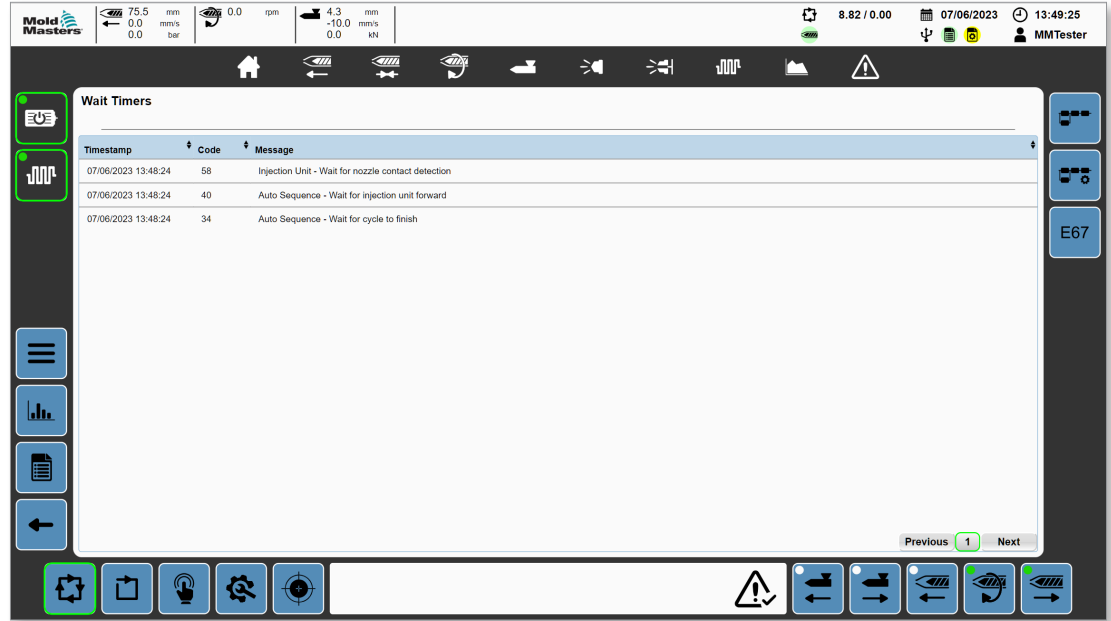 Mold
Masters
75.5 mm
0.0 mm/s
0.0 bar
0.0 rpm
4.3 mm
-10.0 mm/s
0.0 kN
8.82 / 0.00
07/06/2023
13:49:25
MMTester
Wait Timers
Timestamp Code Message
07/06/2023 13:48:24 58 Injection Unit - Wait for nozzle contact detection
07/06/2023 13:48:24 40 Auto Sequence - Wait for injection unit forward
07/06/2023 13:48:24 34 Auto Sequence - Wait for cycle to finish
E67
Previous 1 Next